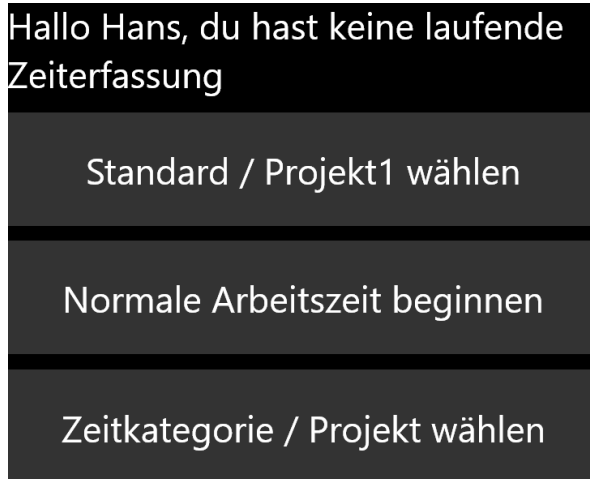 Hallo Hans, du hast keine laufende
Zeiterfassung
Standard / Projekt1 wählen
Normale Arbeitszeit beginnen
Zeitkategorie / Projekt wählen